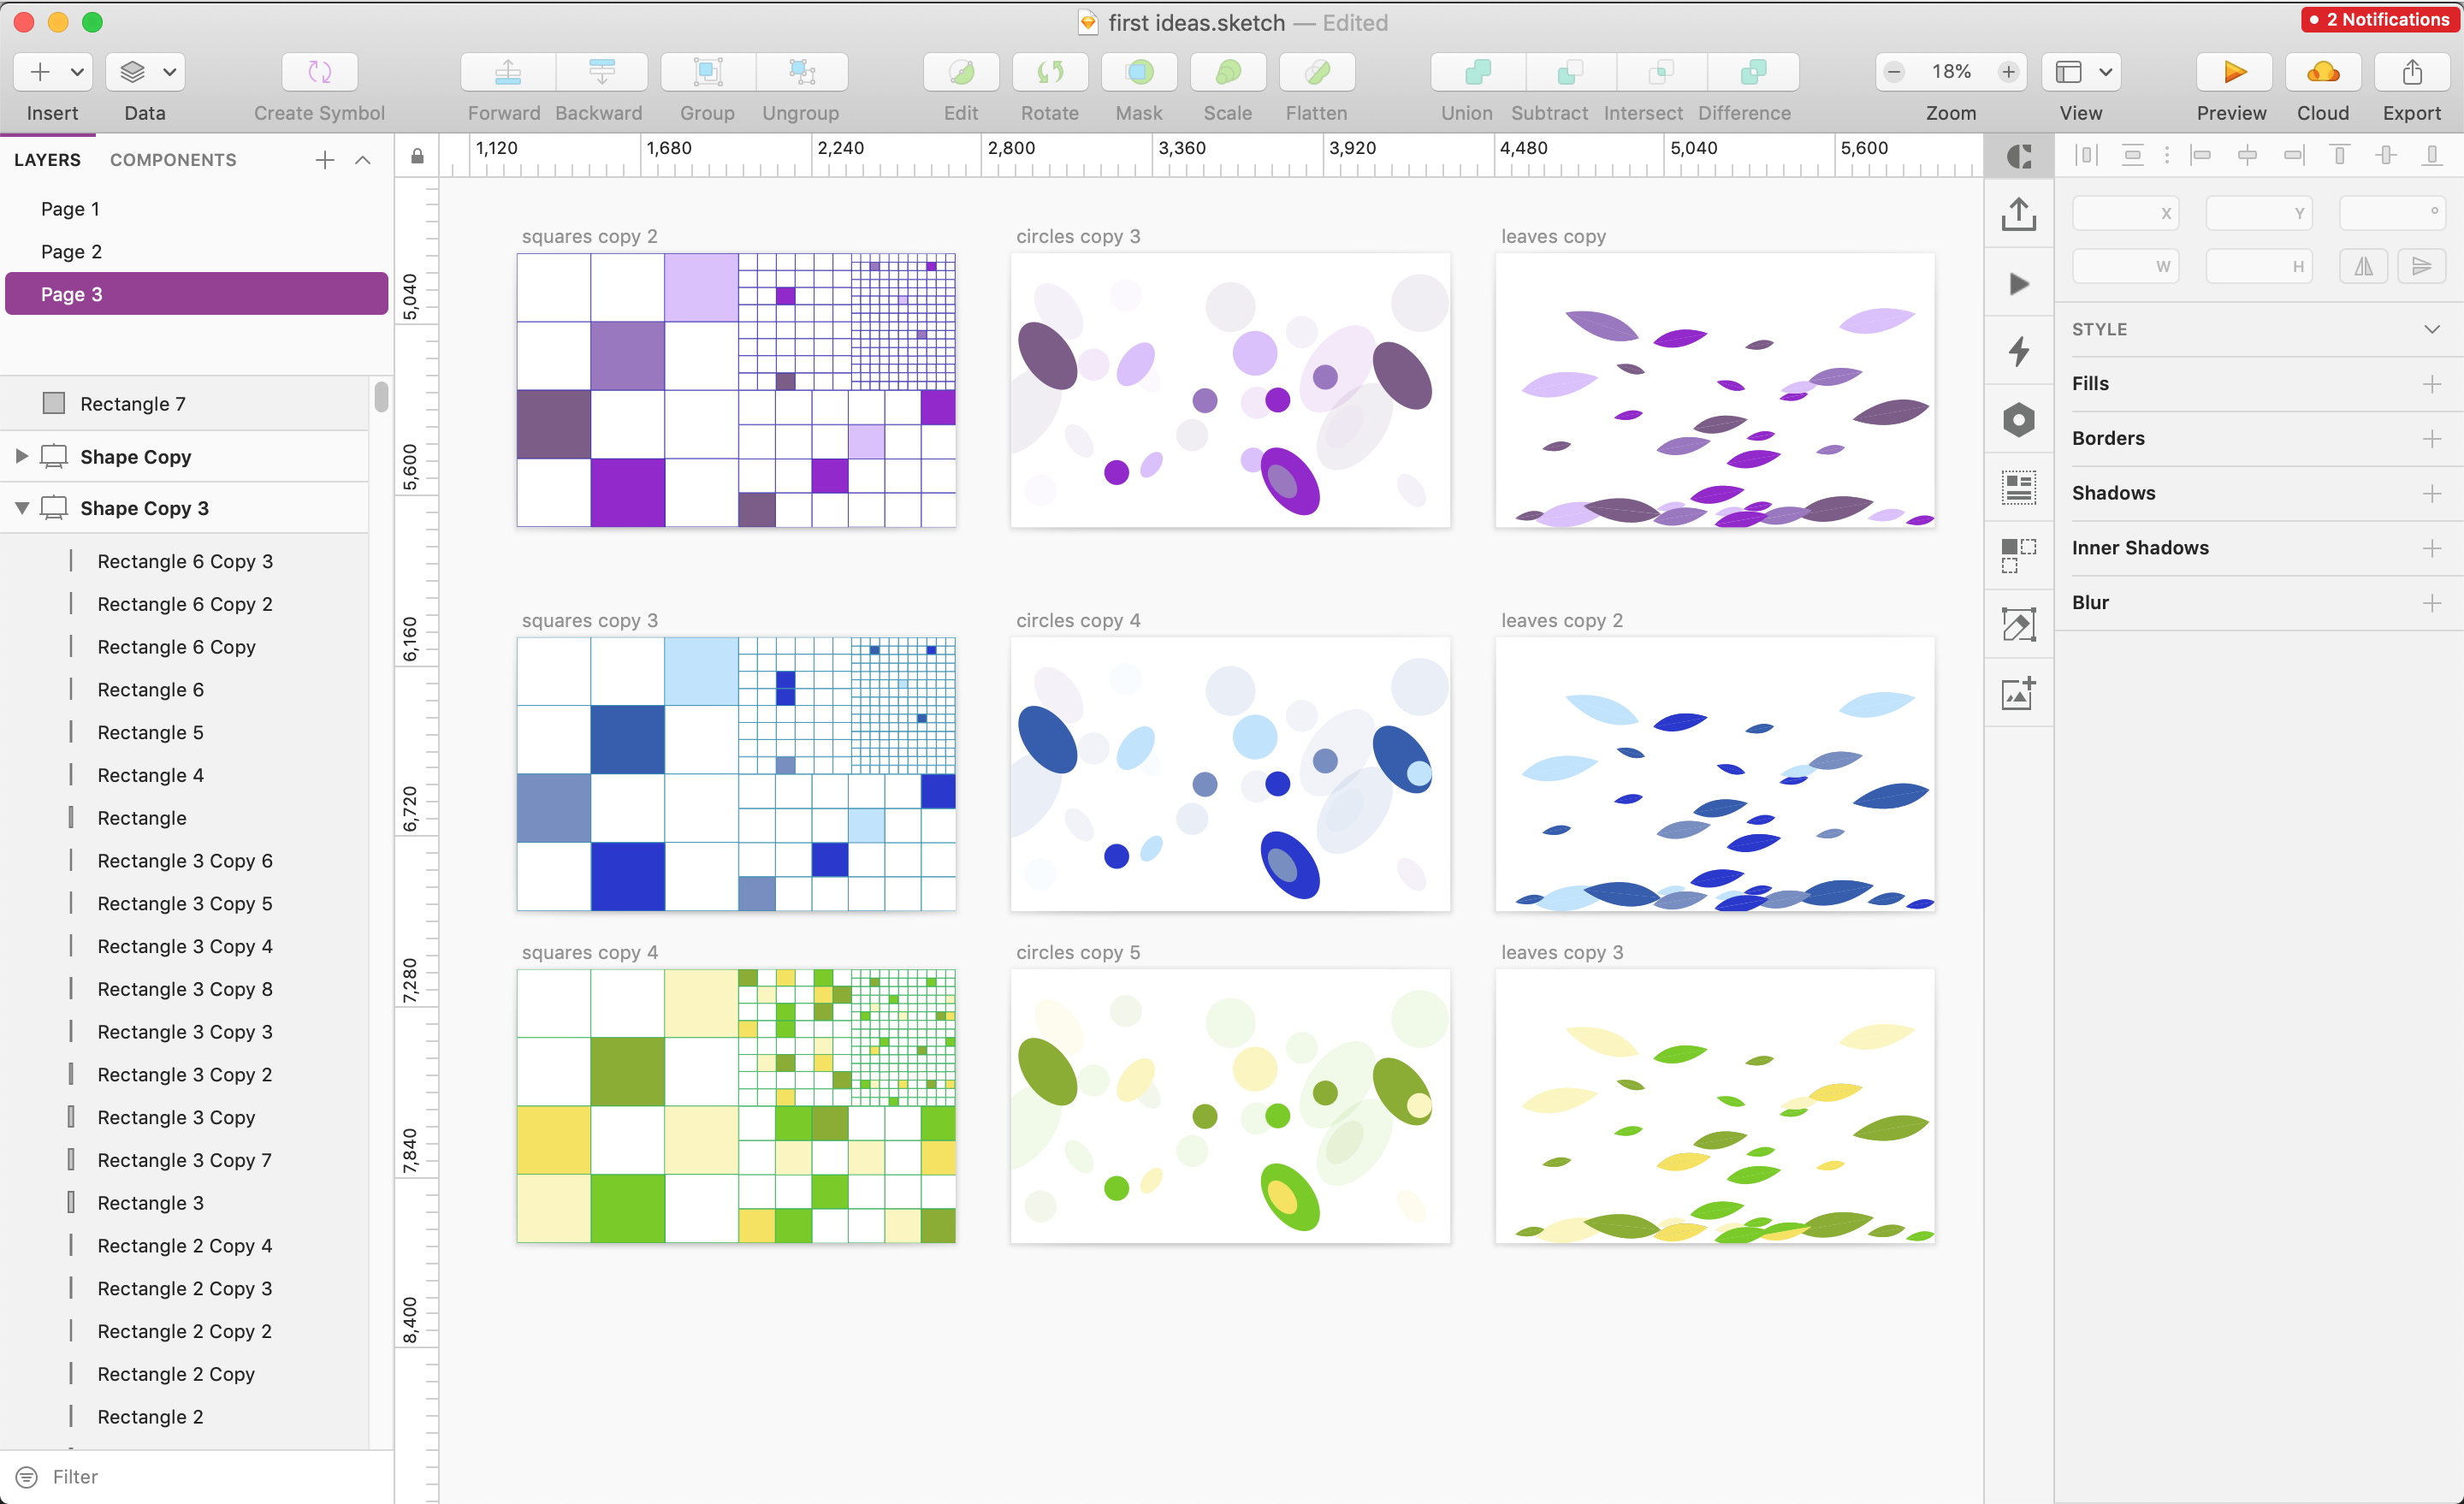 first ideas.sketch — Edited
2 Notifications
18%
Insert Data Create Symbol Forward Backward Group Ungroup Edit Rotate Mask Scale Flatten Union Subtract Intersect Difference Zoom View Preview Cloud Export
LAYERS COMPONENTS
Page 1
Page 2
Page 3
Rectangle 7
Shape Copy
Shape Copy 3
Rectangle 6 Copy 3
Rectangle 6 Copy 2
Rectangle 6 Copy
Rectangle 6
Rectangle 5
Rectangle 4
Rectangle
Rectangle 3 Copy 6
Rectangle 3 Copy 5
Rectangle 3 Copy 4
Rectangle 3 Copy 8
Rectangle 3 Copy 3
Rectangle 3 Copy 2
Rectangle 3 Copy
Rectangle 3 Copy 7
Rectangle 3
Rectangle 2 Copy 4
Rectangle 2 Copy 3
Rectangle 2 Copy 2
Rectangle 2 Copy
Rectangle 2
Filter
1,120 1,680 2,240 2,800 3,360 3,920 4,480 5,040 5,600
5,040
5,600
6,160
6,720
7,280
7,840
8,400
squares copy 2 circles copy 3 leaves copy
squares copy 3 circles copy 4 leaves copy 2
squares copy 4 circles copy 5 leaves copy 3
X Y °
W H
STYLE
Fills
Borders
Shadows
Inner Shadows
Blur